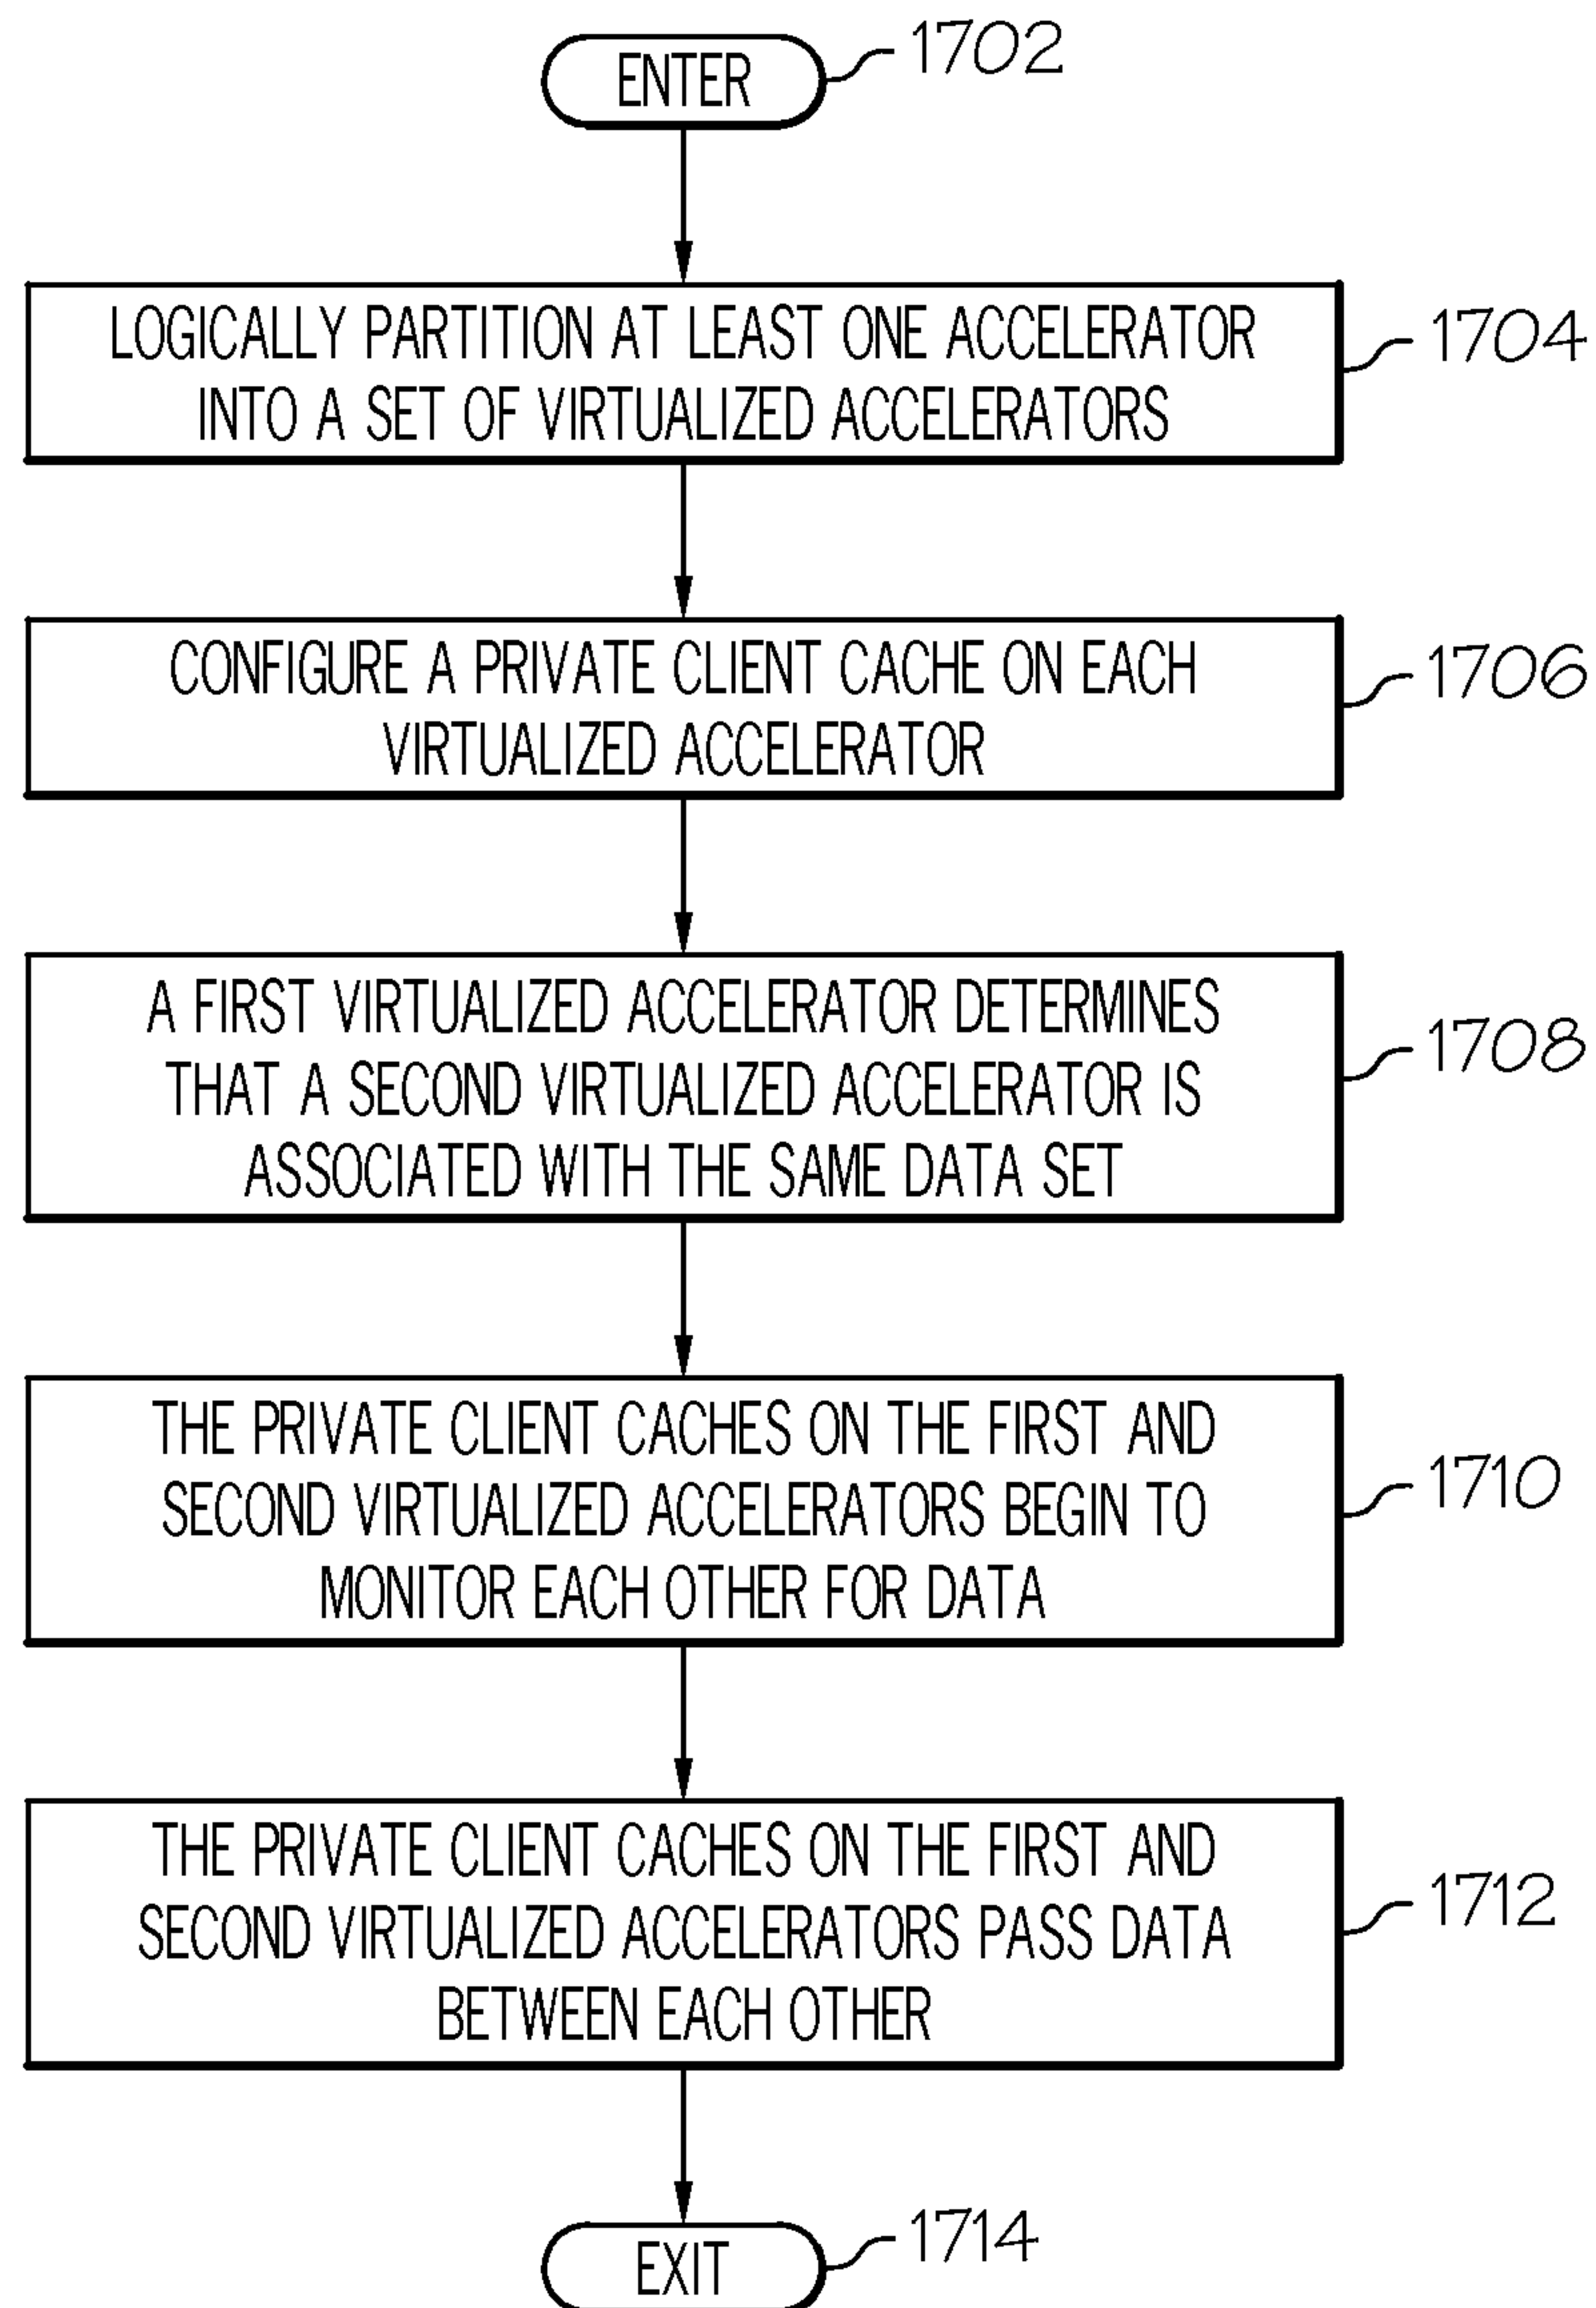 ENTER
1702
LOGICALLY PARTITION AT LEAST ONE ACCELERATOR
INTO A SET OF VIRTUALIZED ACCELERATORS
1704
CONFIGURE A PRIVATE CLIENT CACHE ON EACH
VIRTUALIZED ACCELERATOR
1706
A FIRST VIRTUALIZED ACCELERATOR DETERMINES
THAT A SECOND VIRTUALIZED ACCELERATOR IS
ASSOCIATED WITH THE SAME DATA SET
1708
THE PRIVATE CLIENT CACHES ON THE FIRST AND
SECOND VIRTUALIZED ACCELERATORS BEGIN TO
MONITOR EACH OTHER FOR DATA
1710
THE PRIVATE CLIENT CACHES ON THE FIRST AND
SECOND VIRTUALIZED ACCELERATORS PASS DATA
BETWEEN EACH OTHER
1712
EXIT
1714